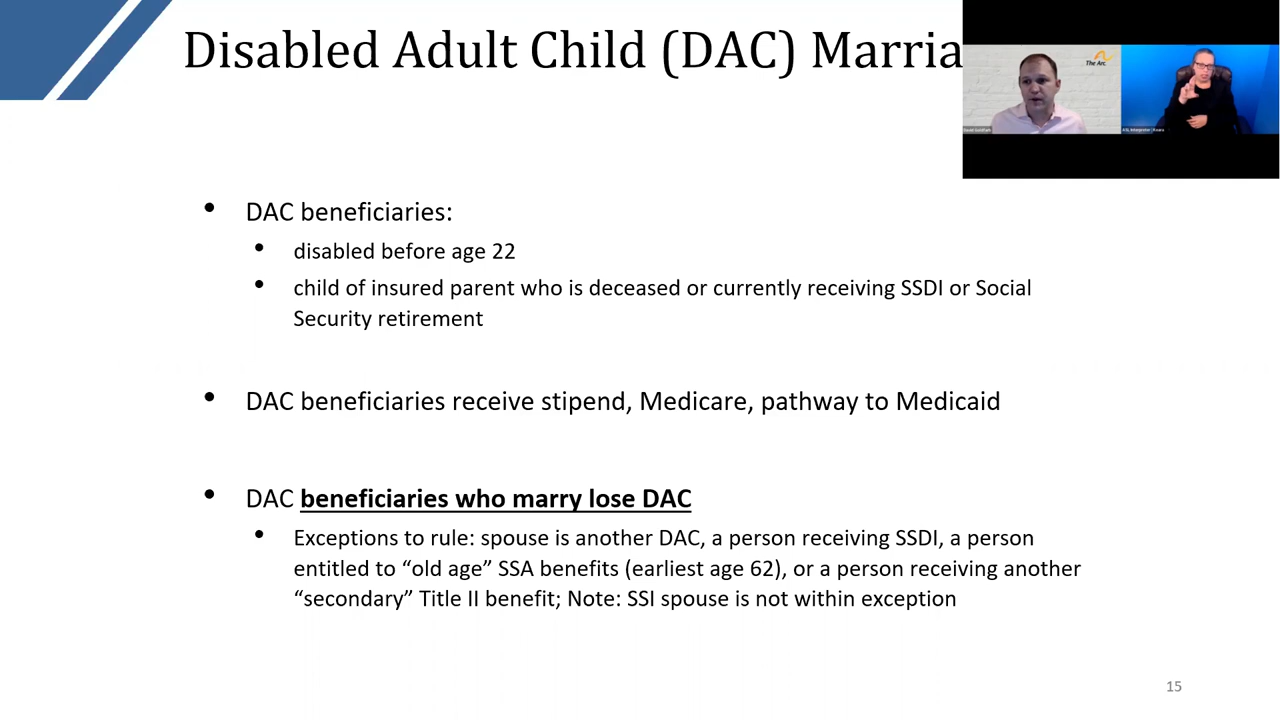 Disabled Adult Child (DAC) Marria
The Arc
• DAC beneficiaries:
• disabled before age 22
• child of insured parent who is deceased or currently receiving SSDI or Social
Security retirement
• DAC beneficiaries receive stipend, Medicare, pathway to Medicaid
• DAC beneficiaries who marry lose DAC
• Exceptions to rule: spouse is another DAC, a person receiving SSDI, a person
entitled to “old age” SSA benefits (earliest age 62), or a person receiving another
“secondary” Title II benefit; Note: SSI spouse is not within exception
15